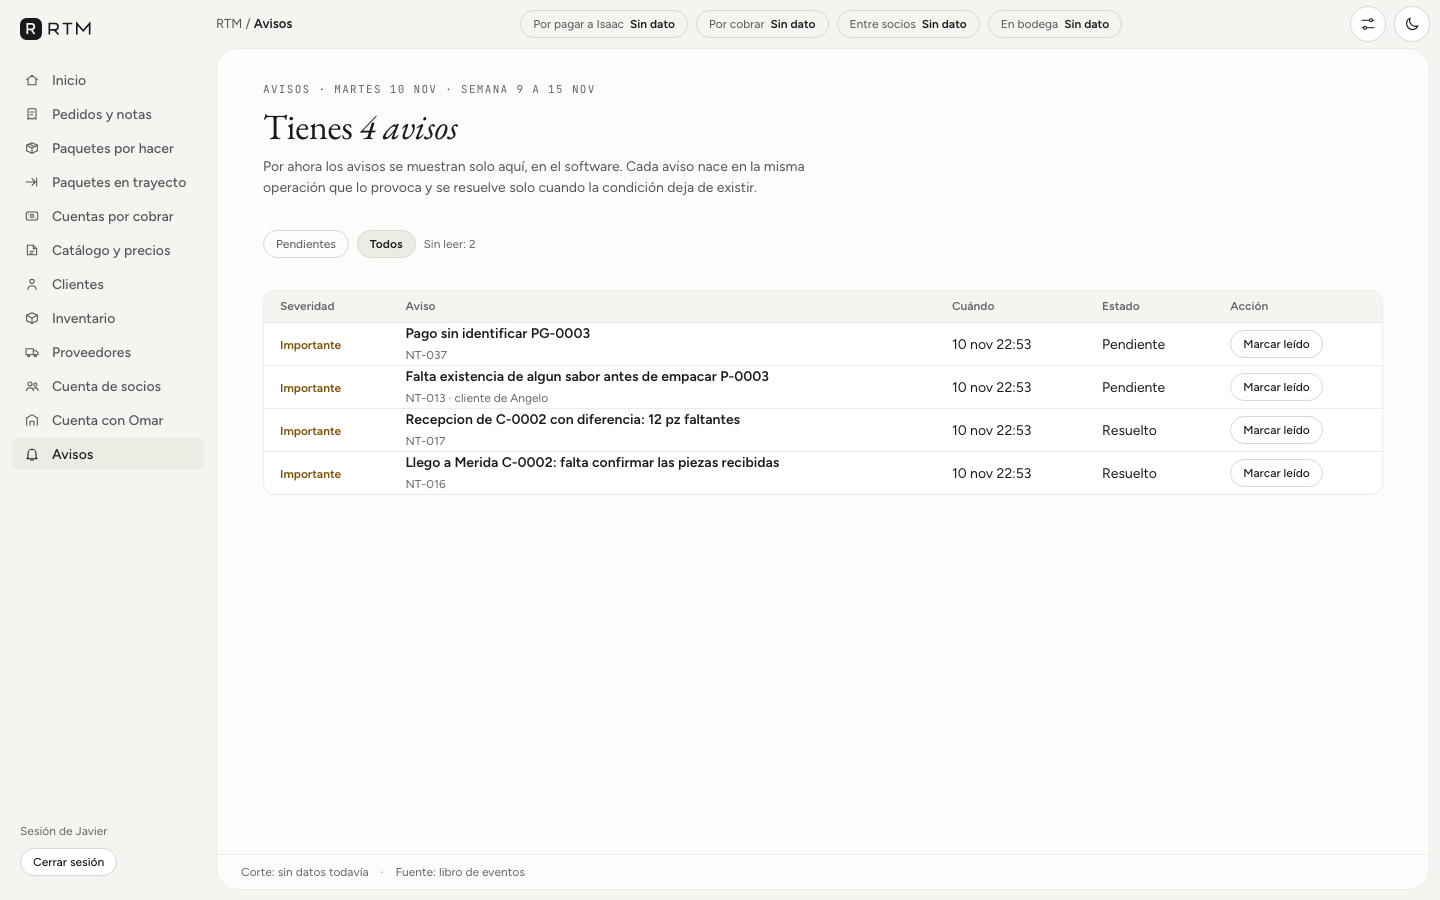 R RTM
RTM / Avisos
Por pagar a Isaac Sin dato
Por cobrar Sin dato
Entre socios Sin dato
En bodega Sin dato
Inicio
Pedidos y notas
Paquetes por hacer
Paquetes en trayecto
Cuentas por cobrar
Catálogo y precios
Clientes
Inventario
Proveedores
Cuenta de socios
Cuenta con Omar
Avisos
Sesión de Javier
Cerrar sesión
AVISOS · MARTES 10 NOV · SEMANA 9 A 15 NOV
Tienes 4 avisos
Por ahora los avisos se muestran solo aquí, en el software. Cada aviso nace en la misma
operación que lo provoca y se resuelve solo cuando la condición deja de existir.
Pendientes Todos Sin leer: 2
Severidad Aviso Cuándo Estado Acción
Importante Pago sin identificar PG-0003 10 nov 22:53 Pendiente Marcar leído
NT-037
Importante Falta existencia de algun sabor antes de empacar P-0003 10 nov 22:53 Pendiente Marcar leído
NT-013 · cliente de Angelo
Importante Recepcion de C-0002 con diferencia: 12 pz faltantes 10 nov 22:53 Resuelto Marcar leído
NT-017
Importante Llego a Merida C-0002: falta confirmar las piezas recibidas 10 nov 22:53 Resuelto Marcar leído
NT-016
Corte: sin datos todavía · Fuente: libro de eventos